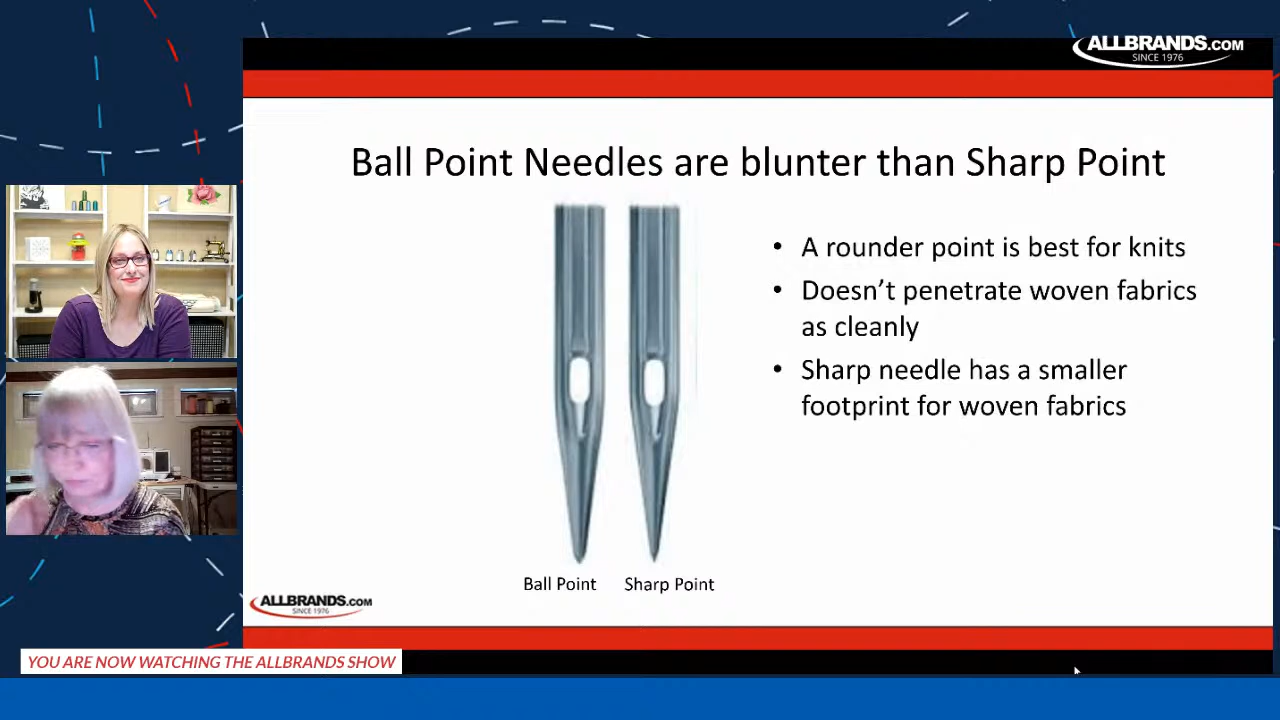 ALLBRANDS.COM
SINCE 1976
Ball Point Needles are blunter than Sharp Point
• A rounder point is best for knits
• Doesn’t penetrate woven fabrics
as cleanly
• Sharp needle has a smaller
footprint for woven fabrics
Ball Point
Sharp Point
ALLBRANDS.COM
SINCE 1976
YOU ARE NOW WATCHING THE ALLBRANDS SHOW